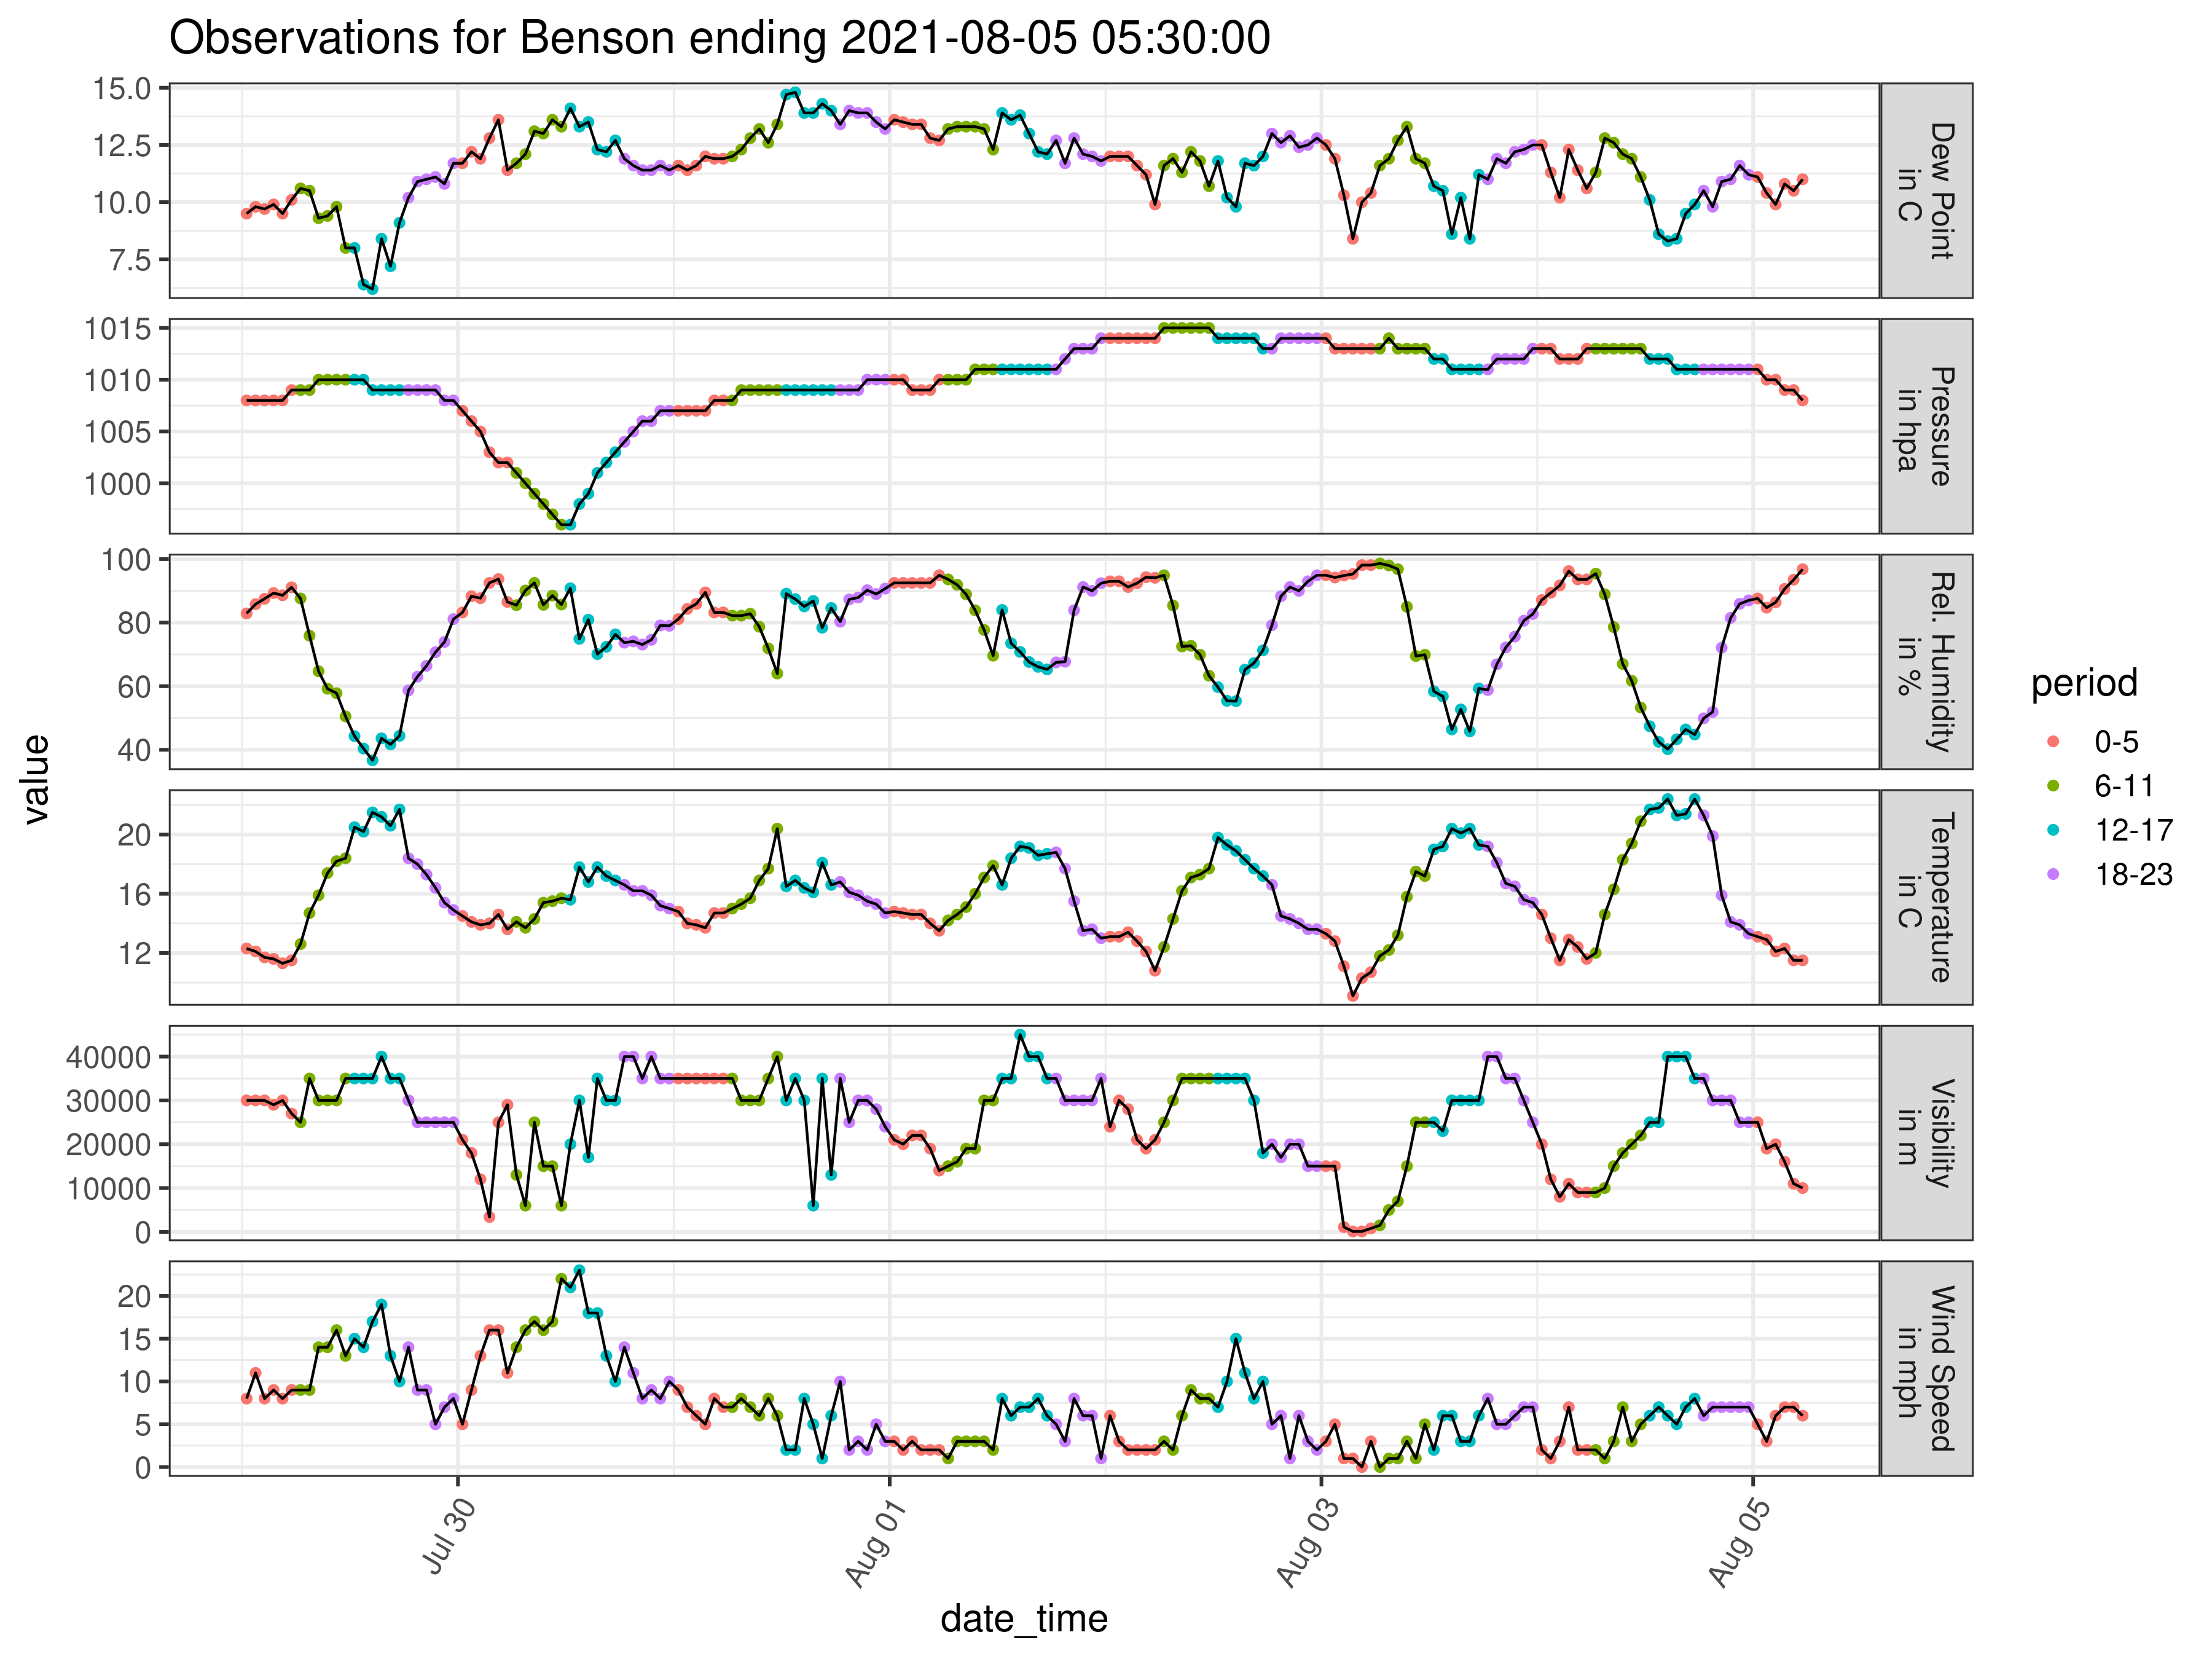 Observations for Benson ending 2021-08-05 05:30:00
15.0
12.5
10.0
7.5
Dew Point
in C
1015
1010
1005
1000
Pressure
in hpa
100
80
60
40
Rel. Humidity
in %
20
16
12
Temperature
in C
40000
30000
20000
10000
0
Visibility
in m
20
15
10
5
0
Wind Speed
in mph
value
Jul 30
Aug 01
Aug 03
Aug 05
date_time
period
0-5
6-11
12-17
18-23